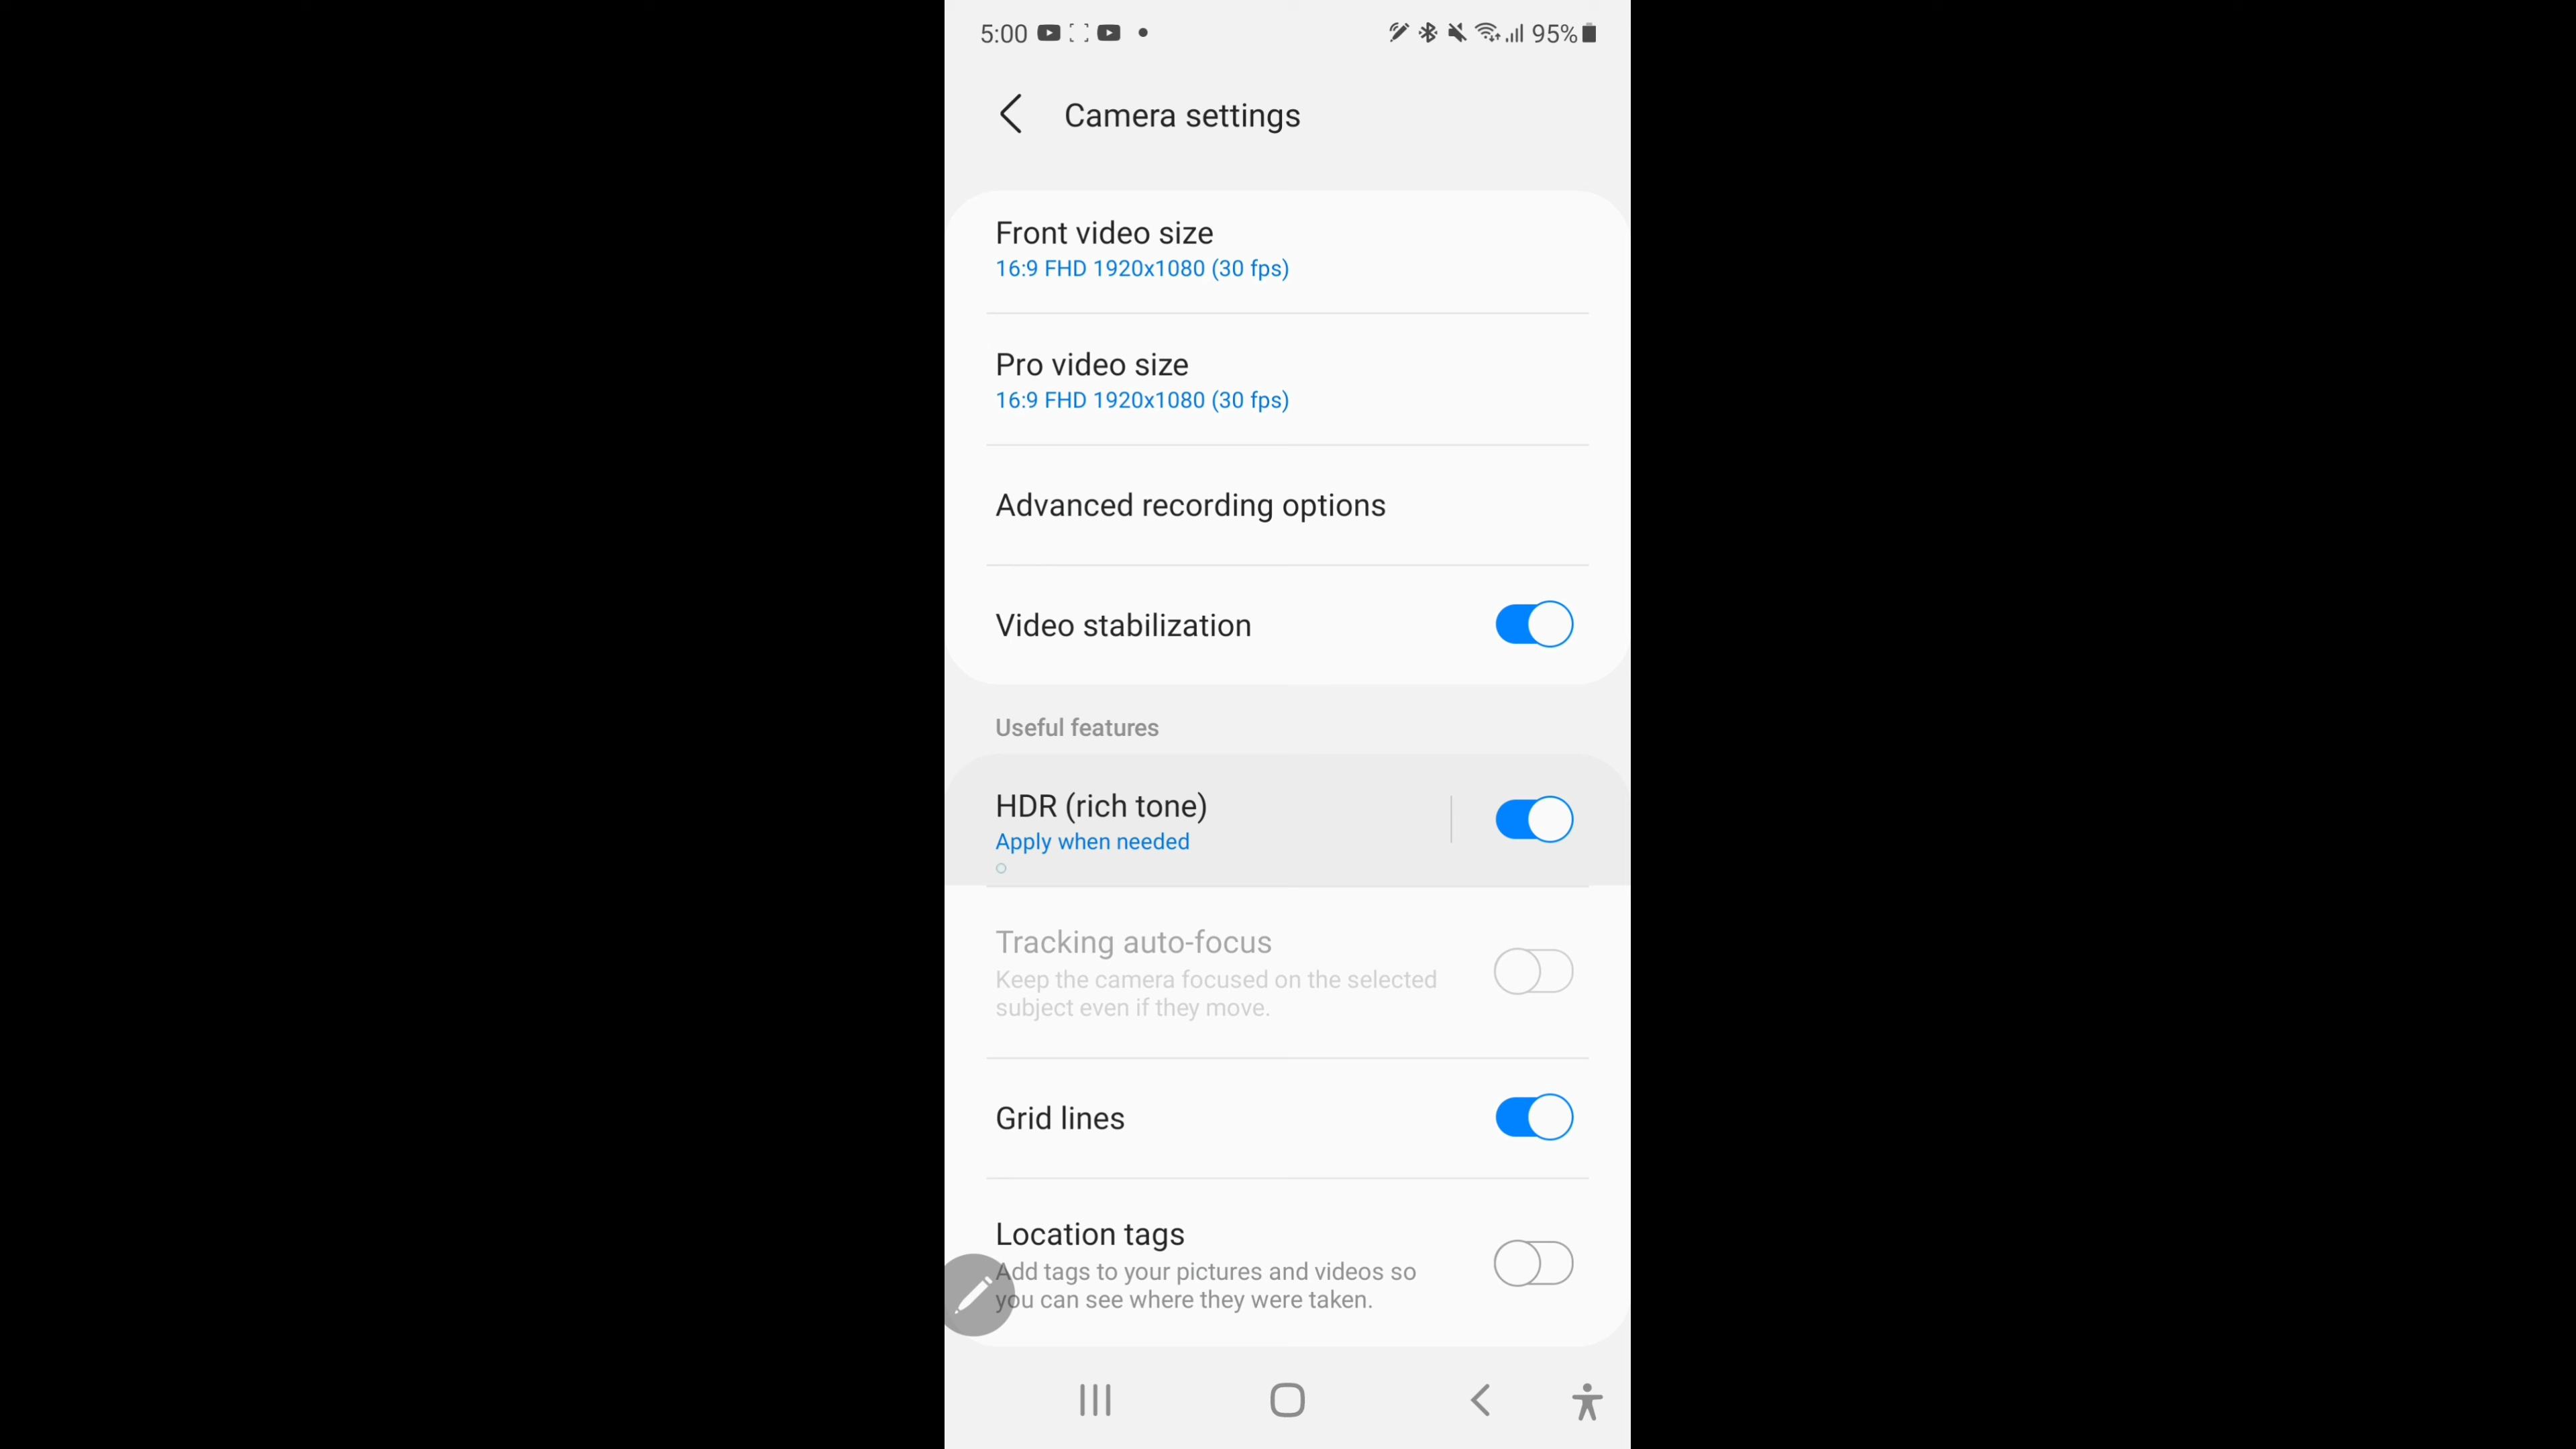 5:00 95%
Camera settings
Front video size
16:9 FHD 1920x1080 (30 fps)
Pro video size
16:9 FHD 1920x1080 (30 fps)
Advanced recording options
Video stabilization
Useful features
HDR (rich tone)
Apply when needed
Tracking auto-focus
Keep the camera focused on the selected
subject even if they move.
Grid lines
Location tags
Add tags to your pictures and videos so
you can see where they were taken.